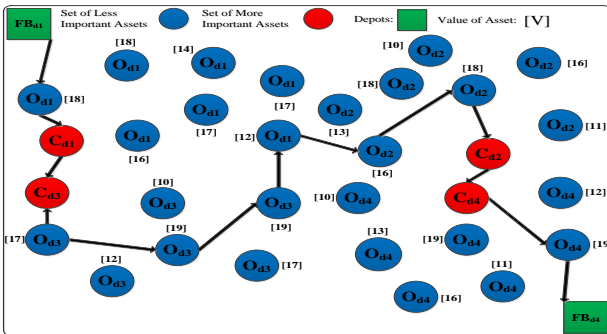 FBd1
Set of Less
Important Assets
Set of More
Important Assets
Depots:
Value of Asset: [V]
[18]
Od1
[14]
Od1
[10]
Od2
[18]
Od2
[18]
Od2
Od2
[16]
Od1
[18]
Od1
[17]
Od1
[17]
Od2
[13]
Cd1
Od1
[16]
[12]
Od1
Od2
[16]
Cd2
Od2
[11]
Cd3
[10]
Od3
Od3
[19]
[10]
Od4
Cd4
Od4
[12]
[17]
Od3
[19]
Od3
[13]
Od4
[19]
Od4
Od4
[19]
[12]
Od3
Od3
[17]
Od4
[16]
[11]
Od4
FBd4